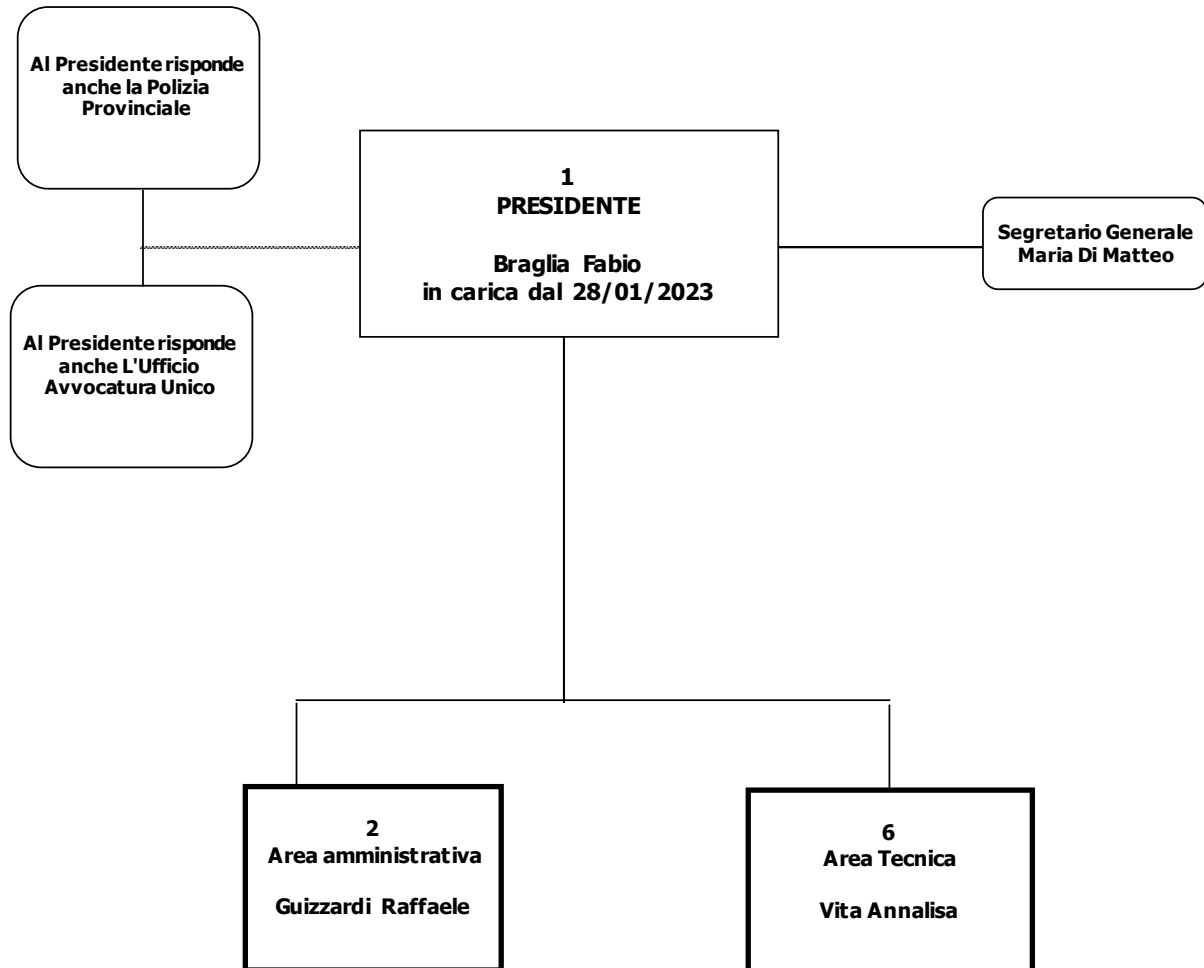 Al Presidente risponde
anche la Polizia
Provinciale
1
PRESIDENTE
Braglia Fabio
in carica dal 28/01/2023
Segretario Generale
Maria Di Matteo
Al Presidente risponde
anche L'Ufficio
Avvocatura Unico
2
Area amministrativa
Guizzardi Raffaele
6
Area Tecnica
Vita Annalisa